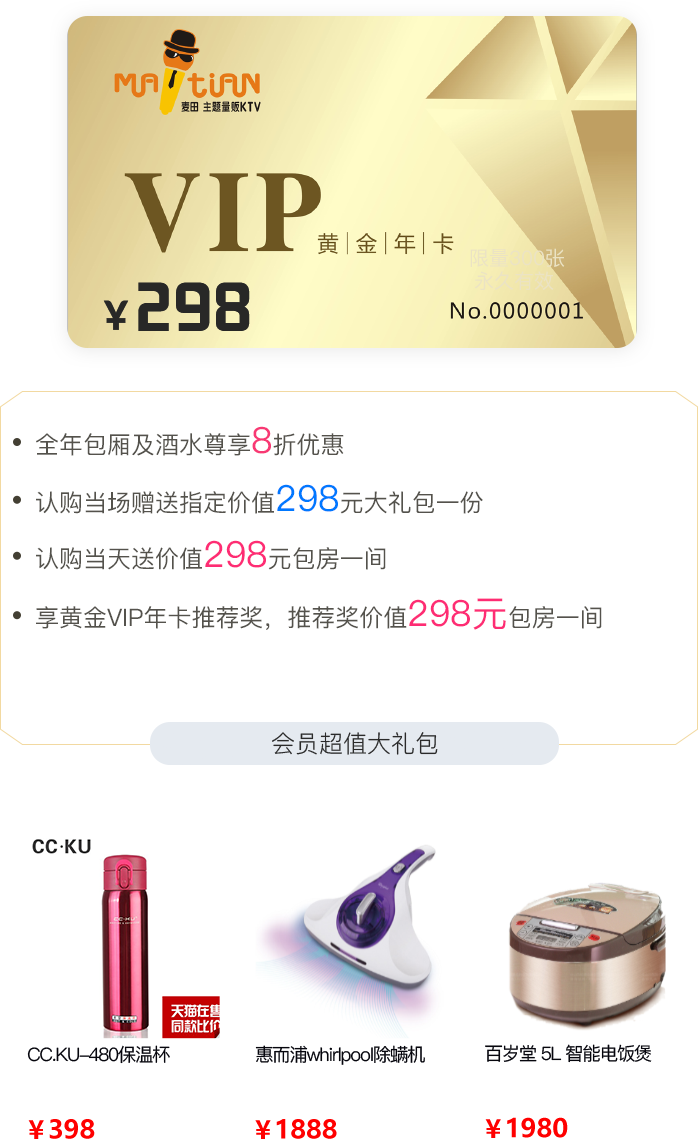 MAITIAN
麦田 主题量贩KTV
VIP
黄金年卡
¥298
No.0000001
全年包厢及酒水尊享8折优惠
认购当场赠送指定价值298元大礼包一份
认购当天送价值298元包房一间
享黄金VIP年卡推荐奖，推荐奖价值298元包房一间
会员超值大礼包
CC·KU
天猫在售
同款比价
CC.KU-480保温杯
惠而浦whirlpool除螨机
百岁堂 5L 智能电饭煲
¥398
¥1888
¥1980